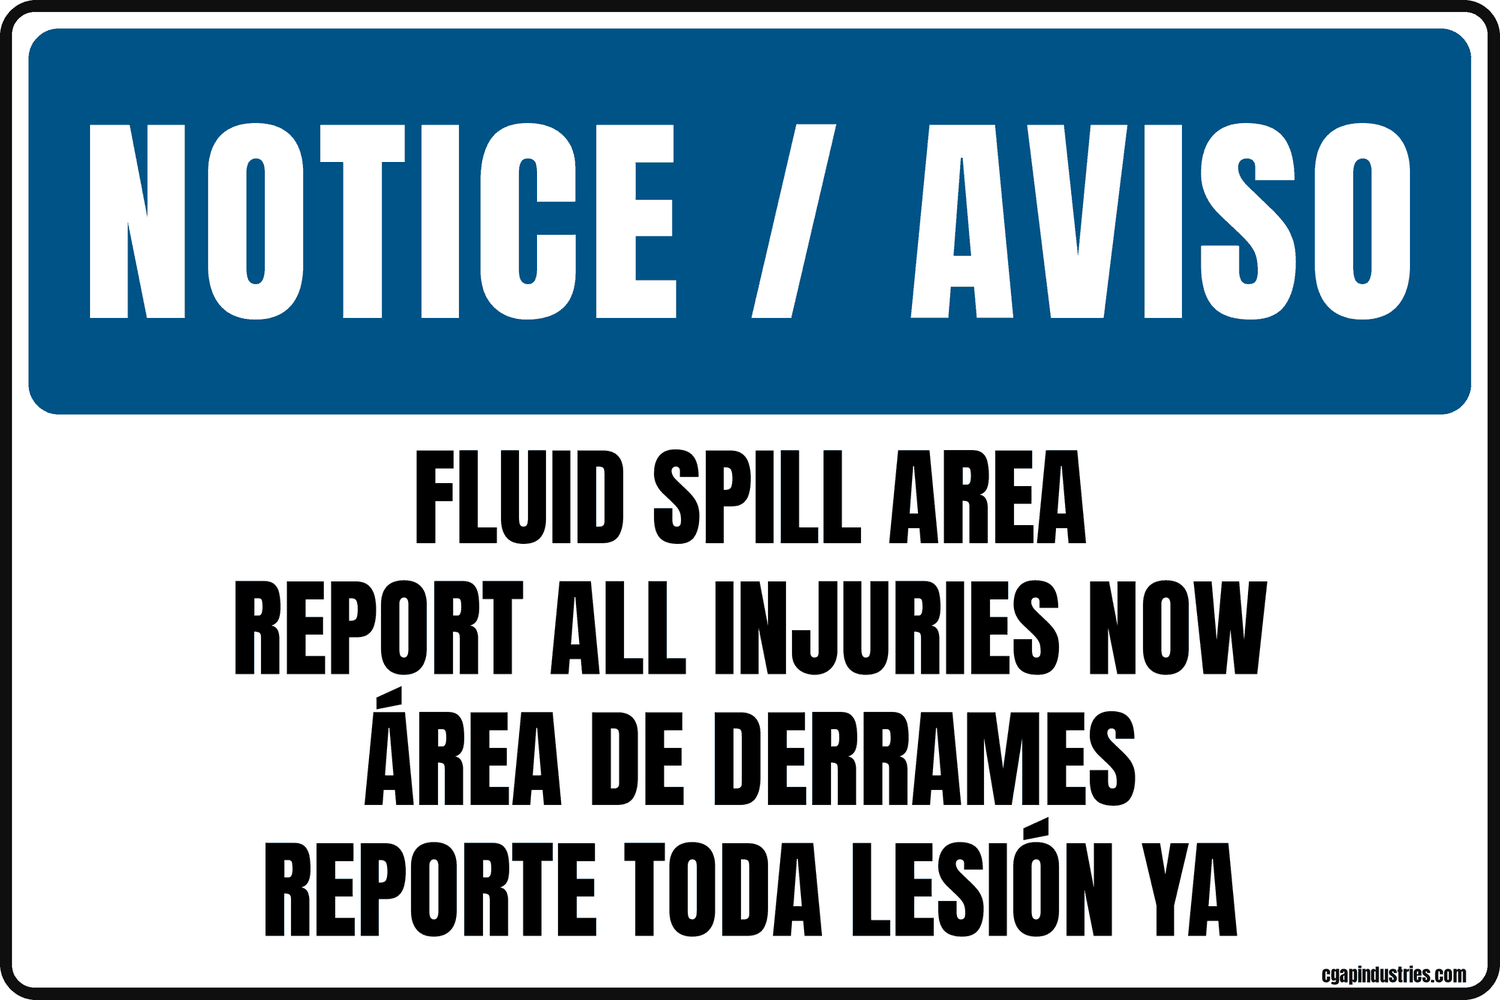 NOTICE / AVISO
FLUID SPILL AREA
REPORT ALL INJURIES NOW
ÁREA DE DERRAMES
REPORTE TODA LESIÓN YA
cgapindustries.com